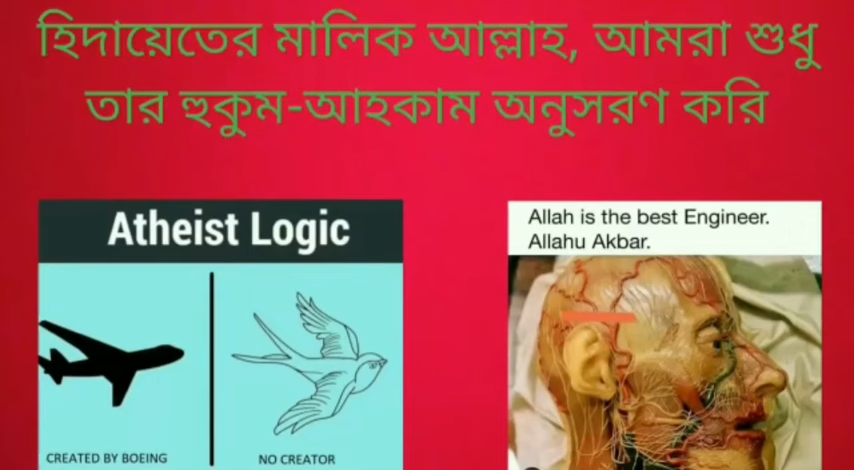 হিদায়েতের মালিক আল্লাহ, আমরা শুধু
তার হুকুম-আহকাম অনুসরণ করি
Atheist Logic
CREATED BY BOEING
NO CREATOR
Allah is the best Engineer.
Allahu Akbar.